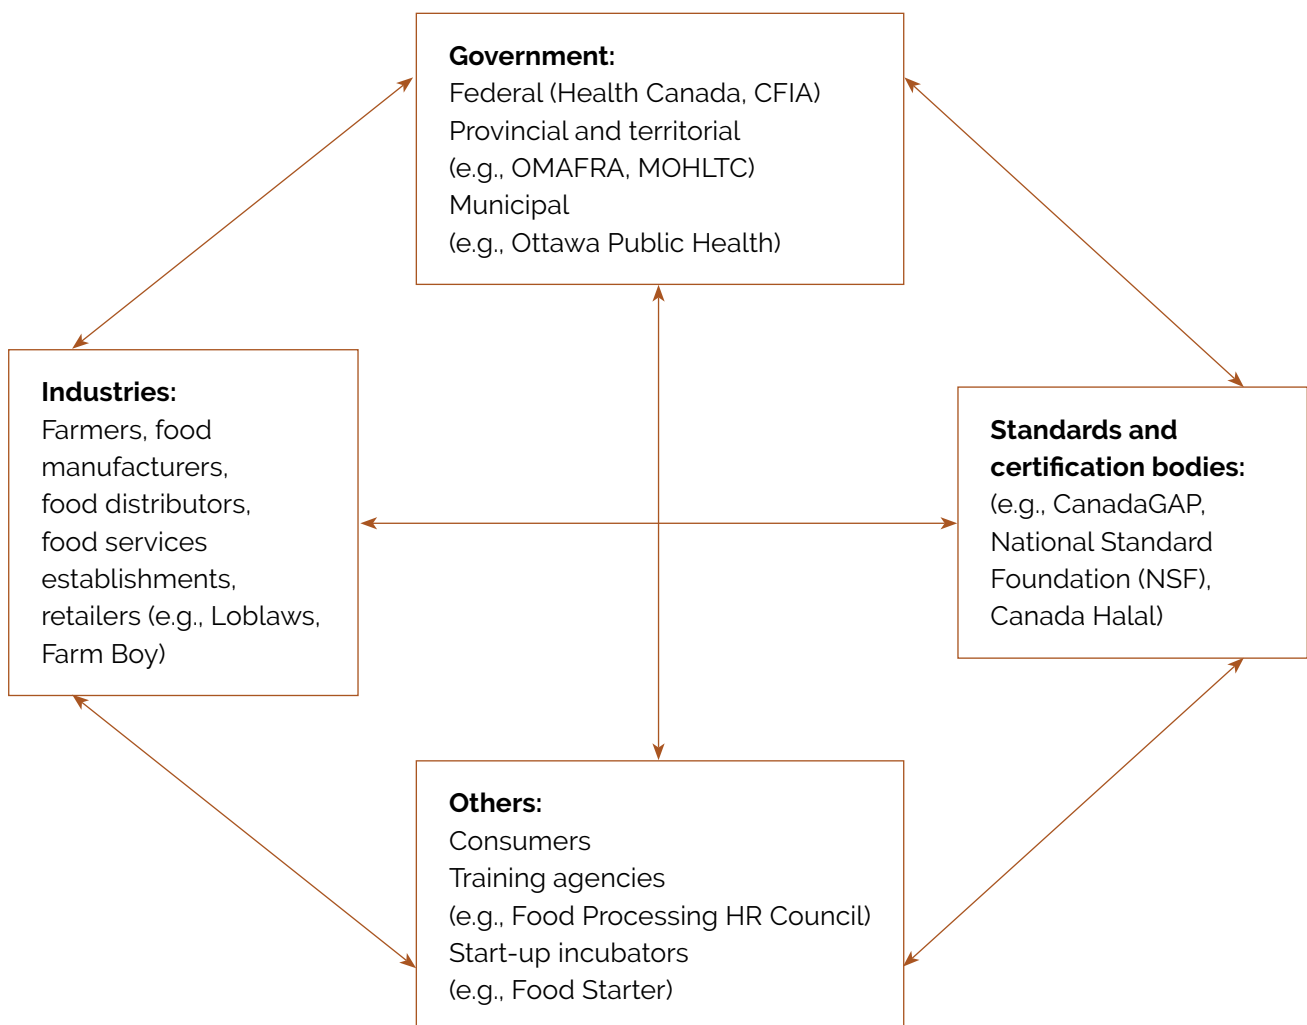 Government:
Federal (Health Canada, CFIA)
Provincial and territorial
(e.g., OMAFRA, MOHLTC)
Municipal
(e.g., Ottawa Public Health)
Industries:
Farmers, food
manufacturers,
food distributors,
food services
establishments,
retailers (e.g., Loblaws,
Farm Boy)
Standards and
certification bodies:
(e.g., CanadaGAP,
National Standard
Foundation (NSF),
Canada Halal)
Others:
Consumers
Training agencies
(e.g., Food Processing HR Council)
Start-up incubators
(e.g., Food Starter)